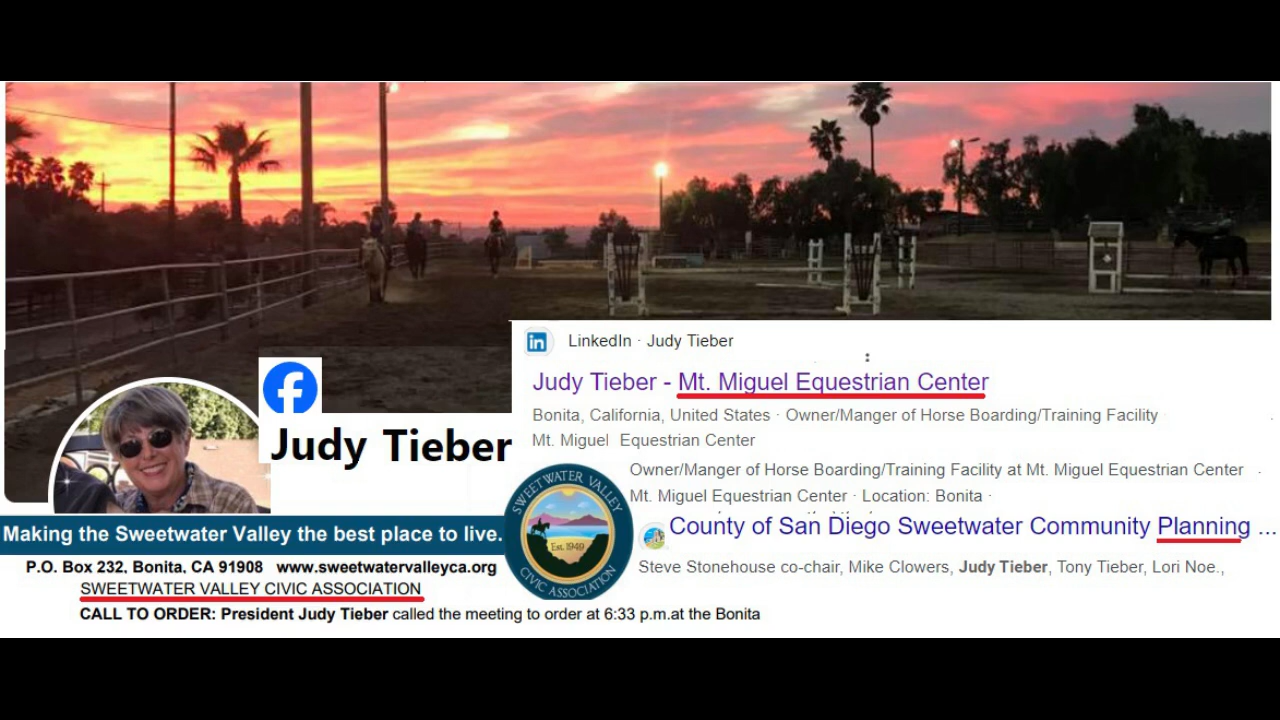 LinkedIn · Judy Tieber
Judy Tieber - Mt. Miguel Equestrian Center
Bonita, California, United States · Owner/Manger of Horse Boarding/Training Facility
Mt. Miguel Equestrian Center
Judy Tieber
Owner/Manger of Horse Boarding/Training Facility at Mt. Miguel Equestrian Center
Mt. Miguel Equestrian Center · Location: Bonita ·
SWEETWATER VALLEY
Est. 1949
CIVIC ASSOCIATION
County of San Diego Sweetwater Community Planning ...
Steve Stonehouse co-chair, Mike Clowers, Judy Tieber, Tony Tieber, Lori Noe.,
Making the Sweetwater Valley the best place to live.
P.O. Box 232, Bonita, CA 91908 www.sweetwatervalleyca.org
SWEETWATER VALLEY CIVIC ASSOCIATION
CALL TO ORDER: President Judy Tieber called the meeting to order at 6:33 p.m.at the Bonita